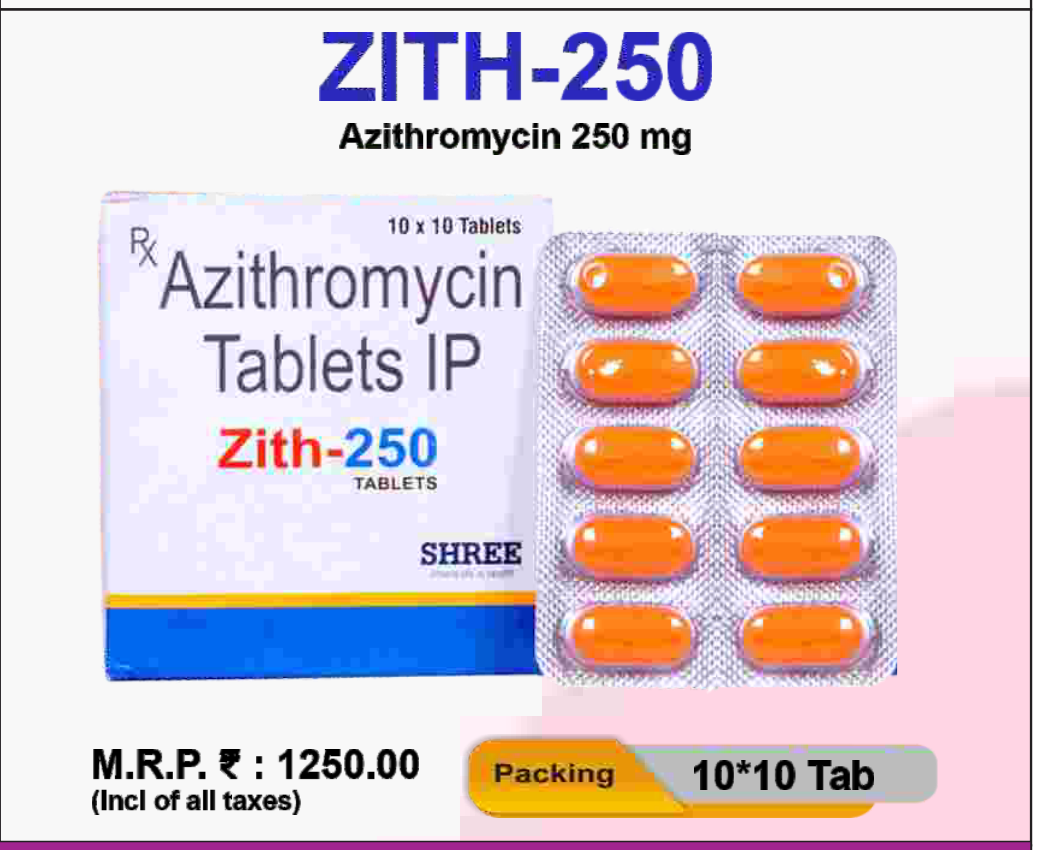 ZITH-250
Azithromycin 250 mg
10 x 10 Tablets
Rx
Azithromycin
Tablets IP
Zith-250
TABLETS
SHREE
M.R.P. ₹ : 1250.00
(Incl of all taxes)
Packing
10*10 Tab